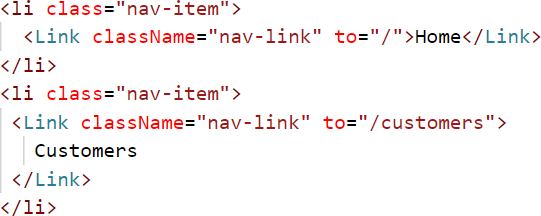 <li class="nav-item">
<Link className="nav-link" to="/">Home</Link>
</li>
<li class="nav-item">
<Link className="nav-link" to="/customers">
Customers
</Link>
</li>